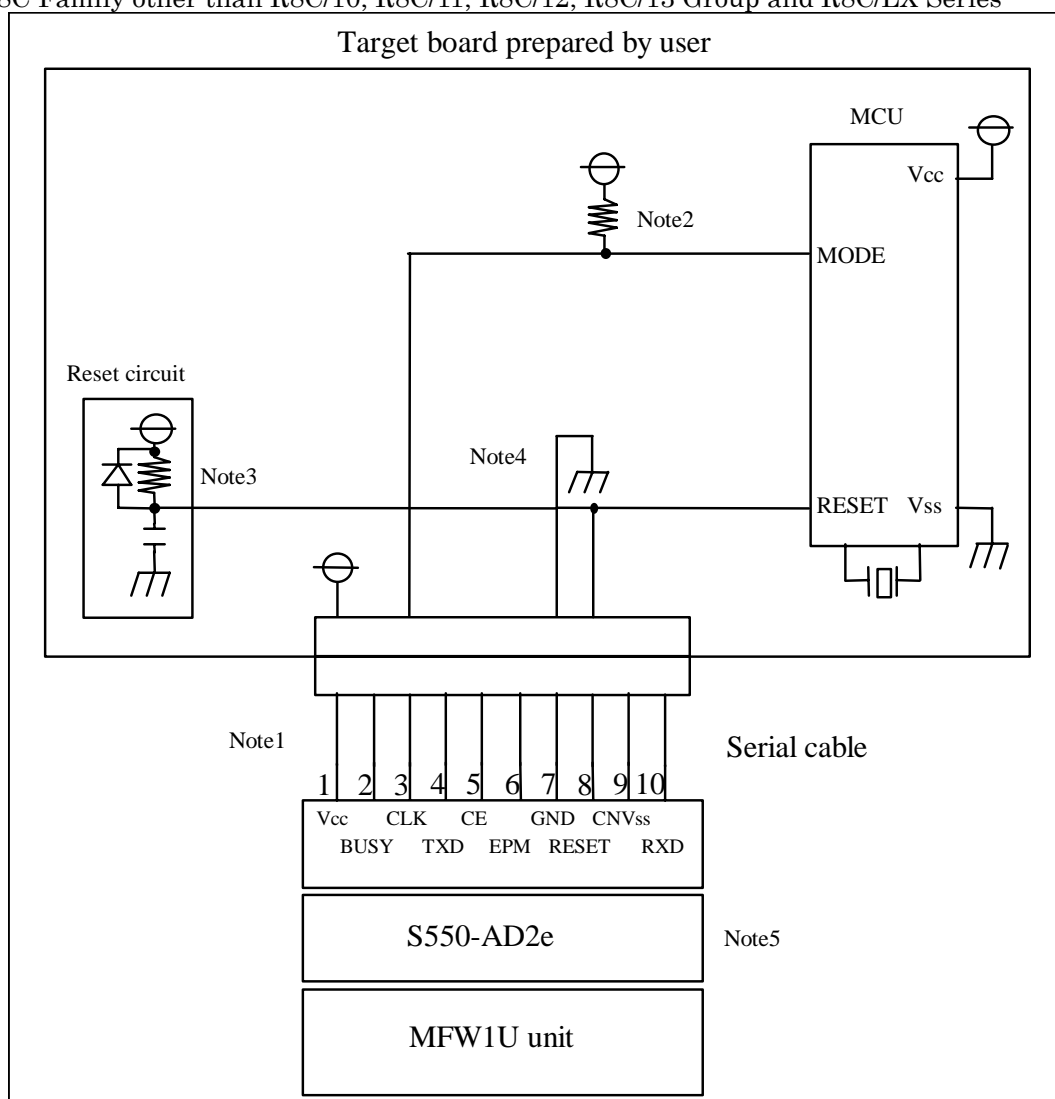 Family other than R8C/10, R8C/11, R8C/12, R8C/13 Group and R8C/LX Series
Target board prepared by user
MCU
Vcc
Note2
MODE
Reset circuit
Note3
Note4
RESET Vss
Note1
Serial cable
1 2 3 4 5 6 7 8 9 10
Vcc CLK CE GND CNVss
BUSY TXD EPM RESET RXD
S550-AD2e
Note5
MFW1U unit